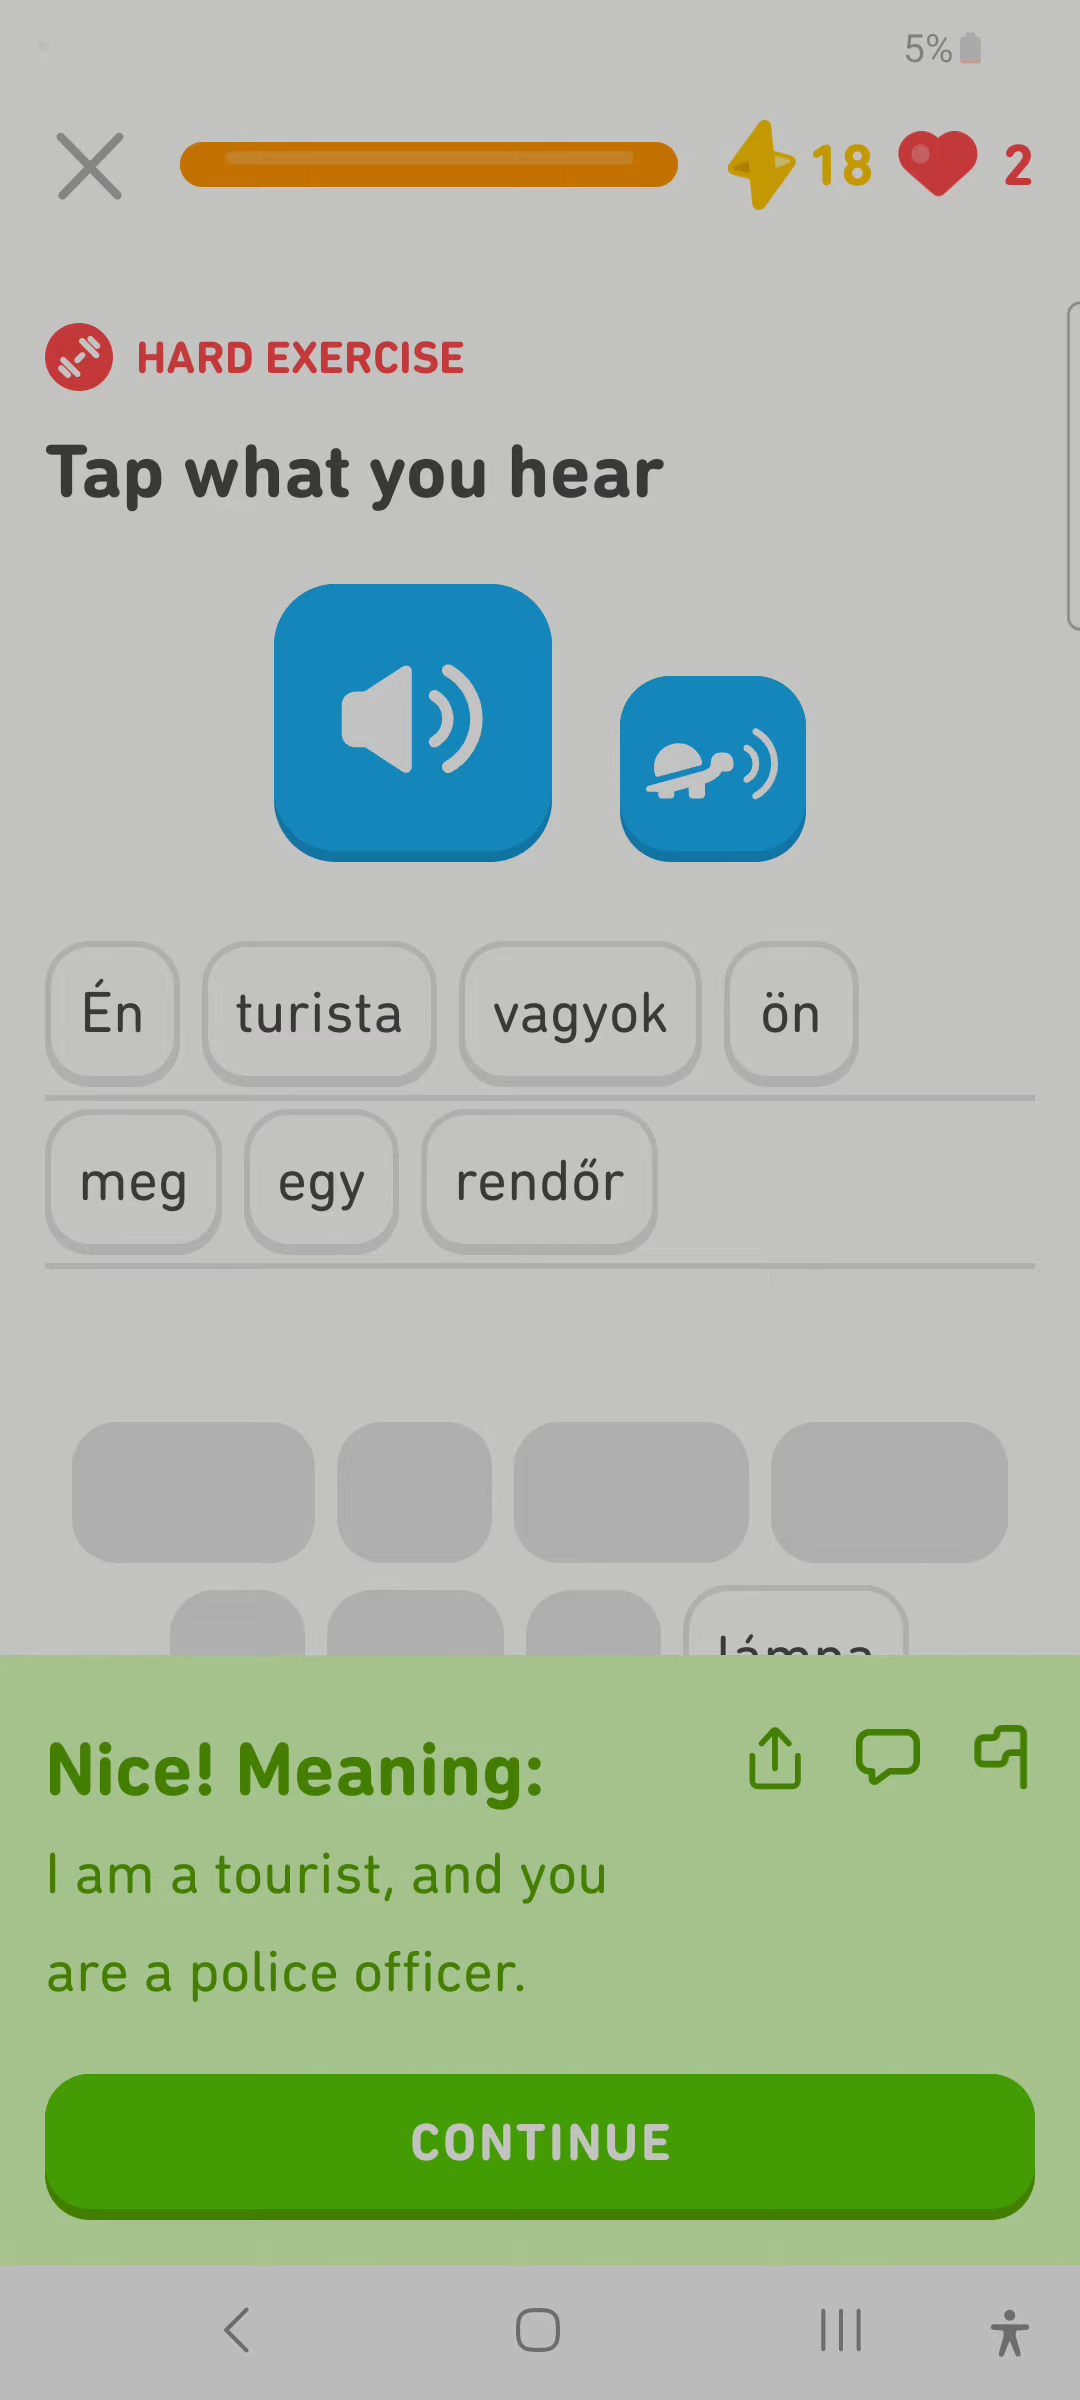 5%
18 2
HARD EXERCISE
Tap what you hear
Én turista vagyok ön
meg egy rendőr
lámpa
Nice! Meaning:
I am a tourist, and you
are a police officer.
CONTINUE